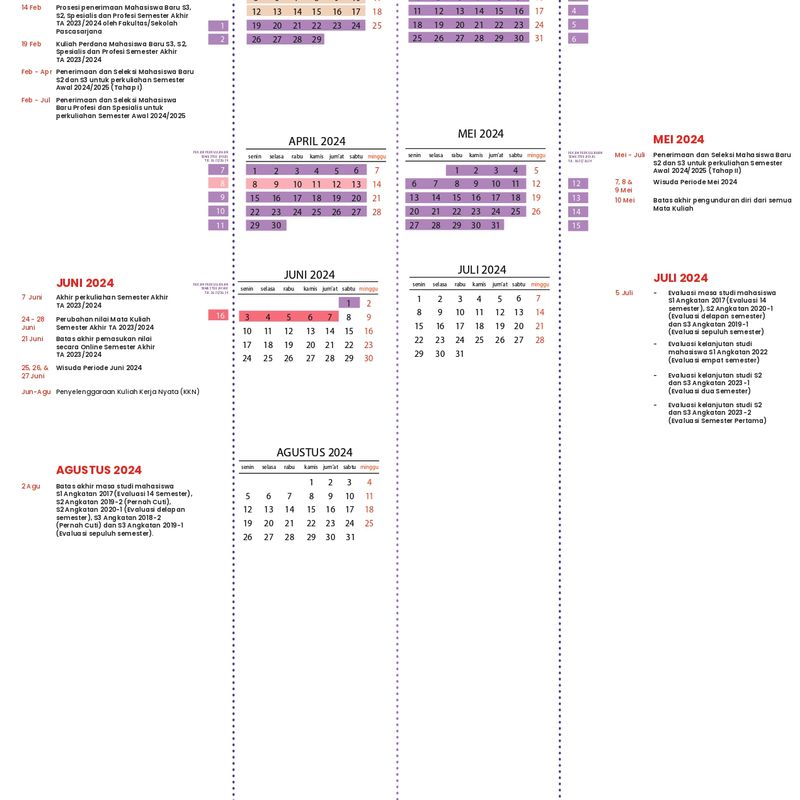 14 Feb
Prosesi penerimaan Mahasiswa Baru S3,
S2, Spesialis dan Profesi Semester Akhir
TA 2023/2024 oleh Fakultas/Sekolah
Pascasarjana
19 Feb
Kuliah Perdana Mahasiswa Baru S3, S2,
Spesialis dan Profesi Semester Akhir
TA 2023/2024
Feb - Apr
Penerimaan dan Seleksi Mahasiswa Baru
S2 dan S3 untuk perkuliahan Semester
Awal 2024/2025 (Tahap I)
Feb - Jul
Penerimaan dan Seleksi Mahasiswa
Baru Profesi dan Spesialis untuk
perkuliahan Semester Awal 2024/2025
12 13 14 15 16 17 18
1 19 20 21 22 23 24 25
2 26 27 28 29
11 12 13 14 15 16 17
18 19 20 21 22 23 24
25 26 27 28 29 30 31
4
5
6
APRIL 2024
senin selasa rabu kamis jum'at sabtu minggu
7 1 2 3 4 5 6 7
8 8 9 10 11 12 13 14
9 15 16 17 18 19 20 21
10 22 23 24 25 26 27 28
11 29 30
MEI 2024
senin selasa rabu kamis jum'at sabtu minggu
1 2 3 4 5
6 7 8 9 10 11 12
13 14 15 16 17 18 19
20 21 22 23 24 25 26
27 28 29 30 31
12
13
14
15
MEI 2024
Mei - Juli
Penerimaan dan Seleksi Mahasiswa Baru
S2 dan S3 untuk perkuliahan Semester
Awal 2024/2025 (Tahap II)
7, 8 &
9 Mei
Wisuda Periode Mei 2024
10 Mei
Batas akhir pengunduran diri dari semua
Mata Kuliah
JUNI 2024
7 Juni
Akhir perkuliahan Semester Akhir
TA 2023/2024
24 - 28
Juni
Perubahan nilai Mata Kuliah
Semester Akhir TA 2023/2024
21 Juni
Batas akhir pemasukan nilai
secara Online Semester Akhir
TA 2023/2024
25, 26, &
27 Juni
Wisuda Periode Juni 2024
Jun-Agu
Penyelenggaraan Kuliah Kerja Nyata (KKN)
JUNI 2024
senin selasa rabu kamis jum'at sabtu minggu
1 2
16 3 4 5 6 7 8 9
10 11 12 13 14 15 16
17 18 19 20 21 22 23
24 25 26 27 28 29 30
JULI 2024
senin selasa rabu kamis jum'at sabtu minggu
1 2 3 4 5 6 7
8 9 10 11 12 13 14
15 16 17 18 19 20 21
22 23 24 25 26 27 28
29 30 31
JULI 2024
5 Juli
- Evaluasi masa studi mahasiswa
S1 Angkatan 2017 (Evaluasi 14
semester), S2 Angkatan 2020-1
(Evaluasi delapan semester)
dan S3 Angkatan 2019-1
(Evaluasi sepuluh semester)
- Evaluasi kelanjutan studi
mahasiswa S1 Angkatan 2022
(Evaluasi empat semester)
- Evaluasi kelanjutan studi S2
dan S3 Angkatan 2023-1
(Evaluasi dua Semester)
- Evaluasi kelanjutan studi S2
dan S3 Angkatan 2023-2
(Evaluasi Semester Pertama)
AGUSTUS 2024
2 Agu
Batas akhir masa studi mahasiswa
S1 Angkatan 2017 (Evaluasi 14 Semester),
S2 Angkatan 2019-2 (Pernah Cuti),
S2 Angkatan 2020-1 (Evaluasi delapan
semester), S3 Angkatan 2018-2
(Pernah Cuti) dan S3 Angkatan 2019-1
(Evaluasi sepuluh semester).
AGUSTUS 2024
senin selasa rabu kamis jum'at sabtu minggu
1 2 3 4
5 6 7 8 9 10 11
12 13 14 15 16 17 18
19 20 21 22 23 24 25
26 27 28 29 30 31